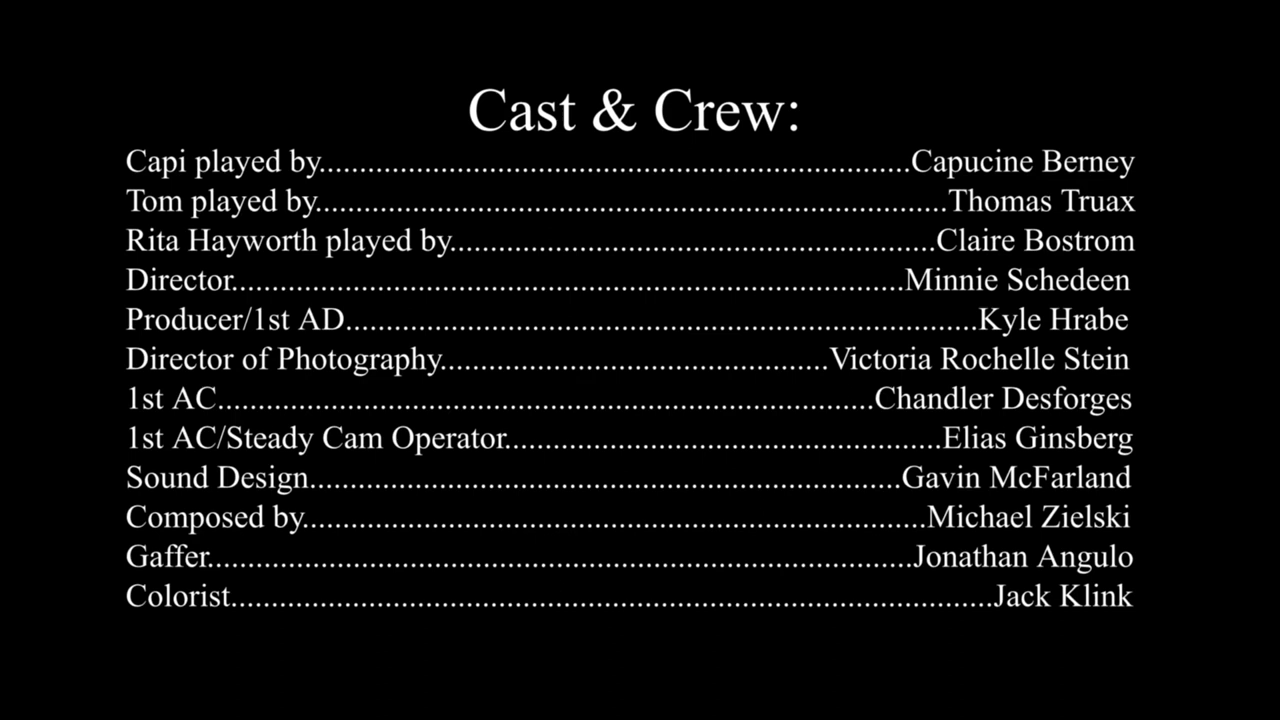 Cast & Crew:
Capi played by.........................................................................Capucine Berney
Tom played by..............................................................................Thomas Truax
Rita Hayworth played by............................................................Claire Bostrom
Director...................................................................................Minnie Schedeen
Producer/1st AD..............................................................................Kyle Hrabe
Director of Photography................................................Victoria Rochelle Stein
1st AC.................................................................................Chandler Desforges
1st AC/Steady Cam Operator......................................................Elias Ginsberg
Sound Design.........................................................................Gavin McFarland
Composed by.............................................................................Michael Zielski
Gaffer.......................................................................................Jonathan Angulo
Colorist..............................................................................................Jack Klink